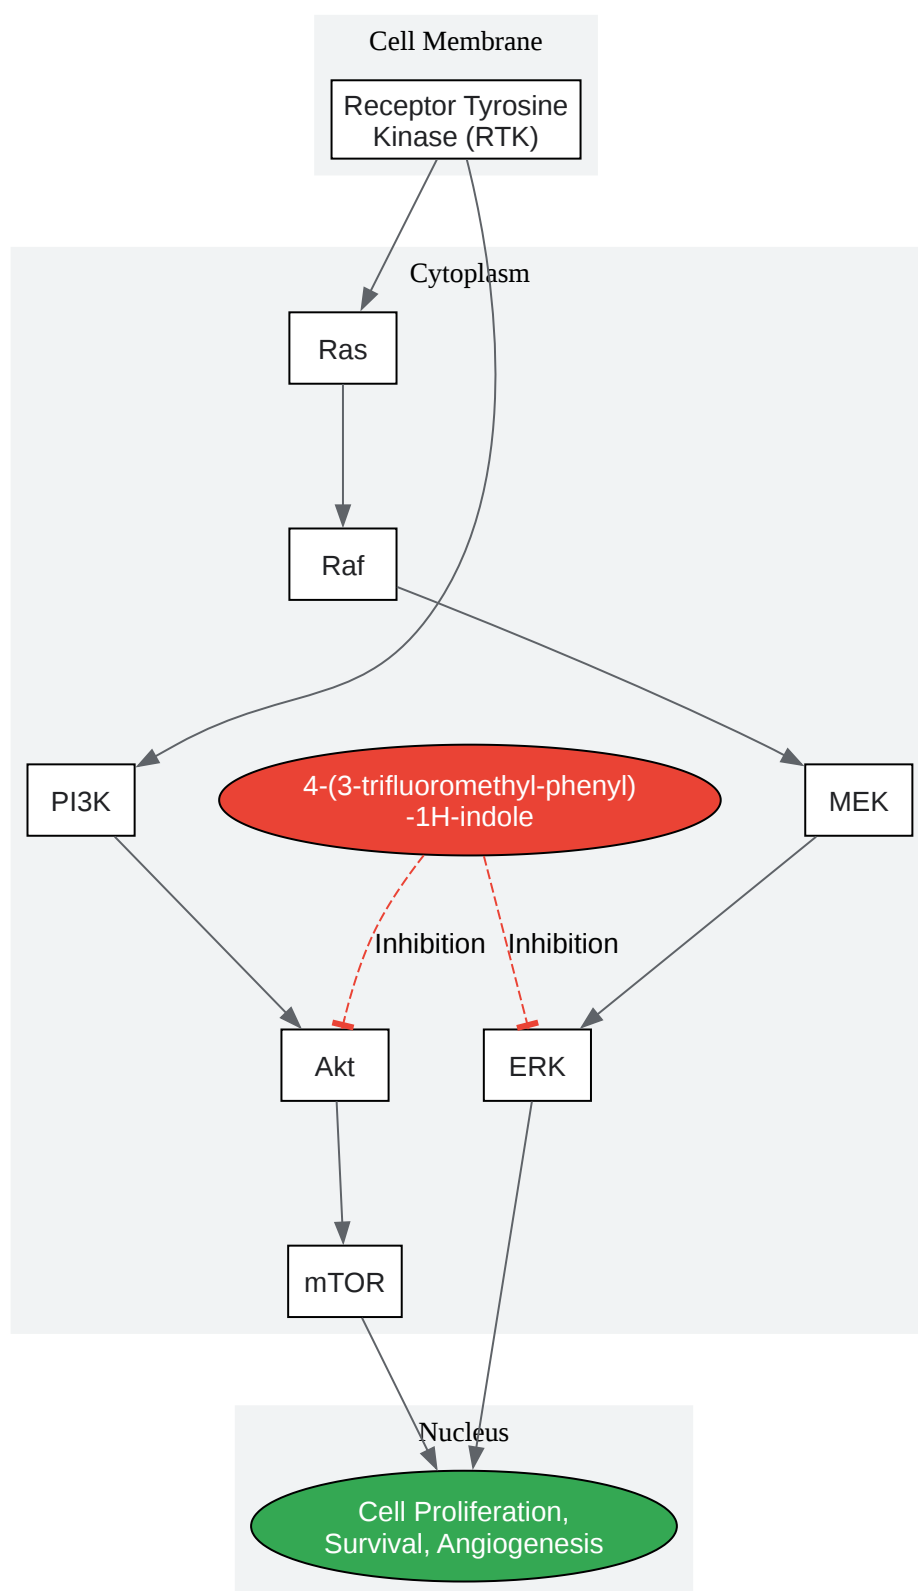 Cell Membrane
Receptor Tyrosine
Kinase (RTK)
Cytoplasm
Ras
Raf
PI3K
4-(3-trifluoromethyl-phenyl)
-1H-indole
MEK
Inhibition
Inhibition
Akt
ERK
mTOR
Nucleus
Cell Proliferation,
Survival, Angiogenesis